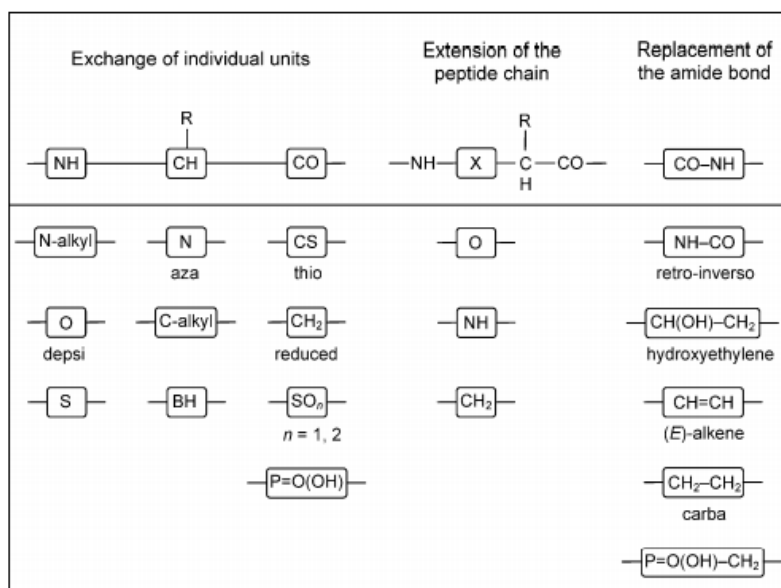 Exchange of individual units
Extension of the
peptide chain
Replacement of
the amide bond
R
NH CH CO
R
NH X C CO
H
CO–NH
N-alkyl N CS O NH–CO
aza thio retro-inverso
O C-alkyl CH₂ NH CH(OH)–CH₂
depsi reduced hydroxyethylene
S BH SOₙ CH₂ CH=CH
n = 1, 2 (E)-alkene
P=O(OH) CH₂–CH₂
carba
P=O(OH)–CH₂